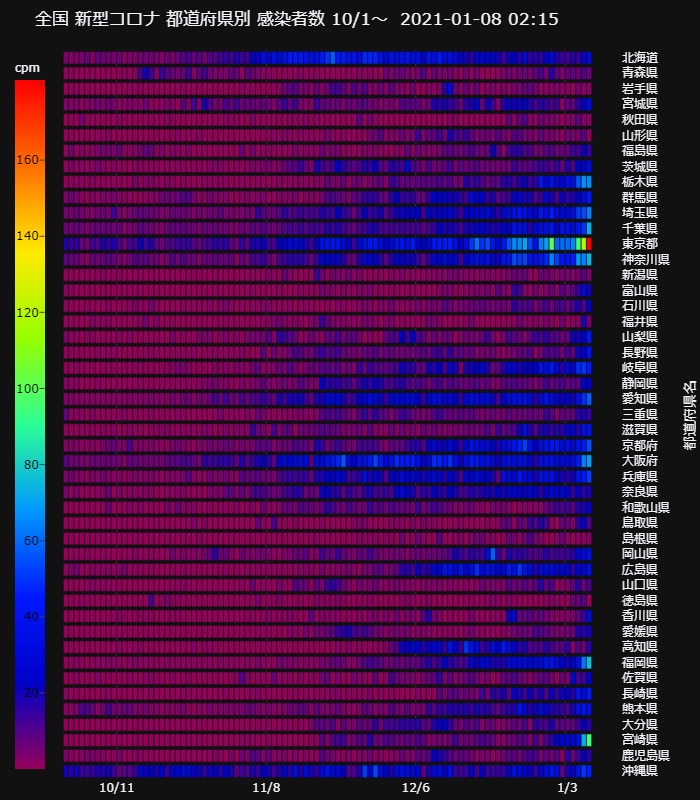 全国 新型コロナ 都道府県別 感染者数 10/1～ 2021-01-08 02:15
cpm
160
140
120
100
80
60
40
20
北海道
青森県
岩手県
宮城県
秋田県
山形県
福島県
茨城県
栃木県
群馬県
埼玉県
千葉県
東京都
神奈川県
新潟県
富山県
石川県
福井県
山梨県
長野県
岐阜県
静岡県
愛知県
三重県
滋賀県
京都府
大阪府
兵庫県
奈良県
和歌山県
鳥取県
島根県
岡山県
広島県
山口県
徳島県
香川県
愛媛県
高知県
福岡県
佐賀県
長崎県
熊本県
大分県
宮崎県
鹿児島県
沖縄県
都道府県名
10/11 11/8 12/6 1/3